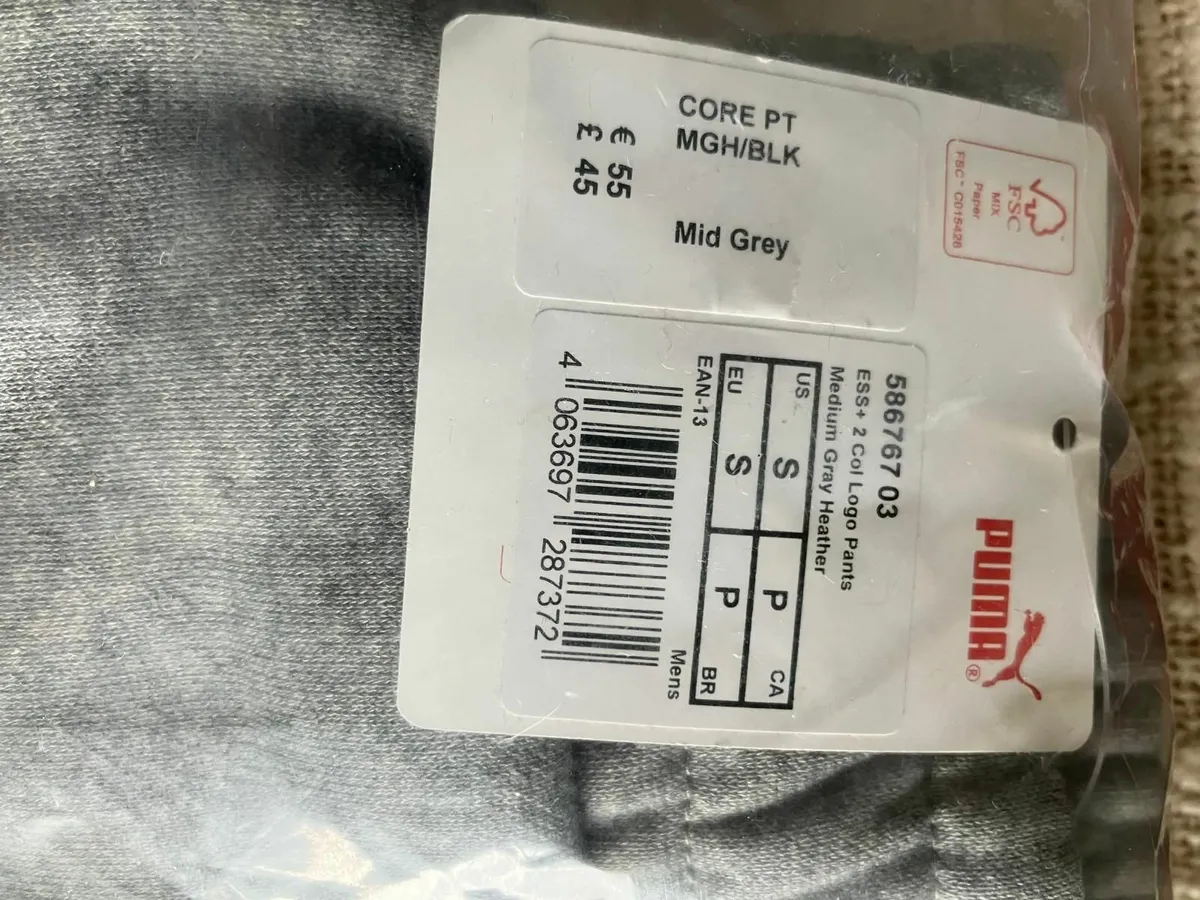 PUMA®
FSC
MIX
Paper
FSC™ C015428
586767 03
ESS+ 2 Col Logo Pants
Medium Gray Heather
US S P CA
EU S P BR
EAN-13
Mens
4 063697 287372
CORE PT
MGH/BLK
Mid Grey
€ 55
£ 45